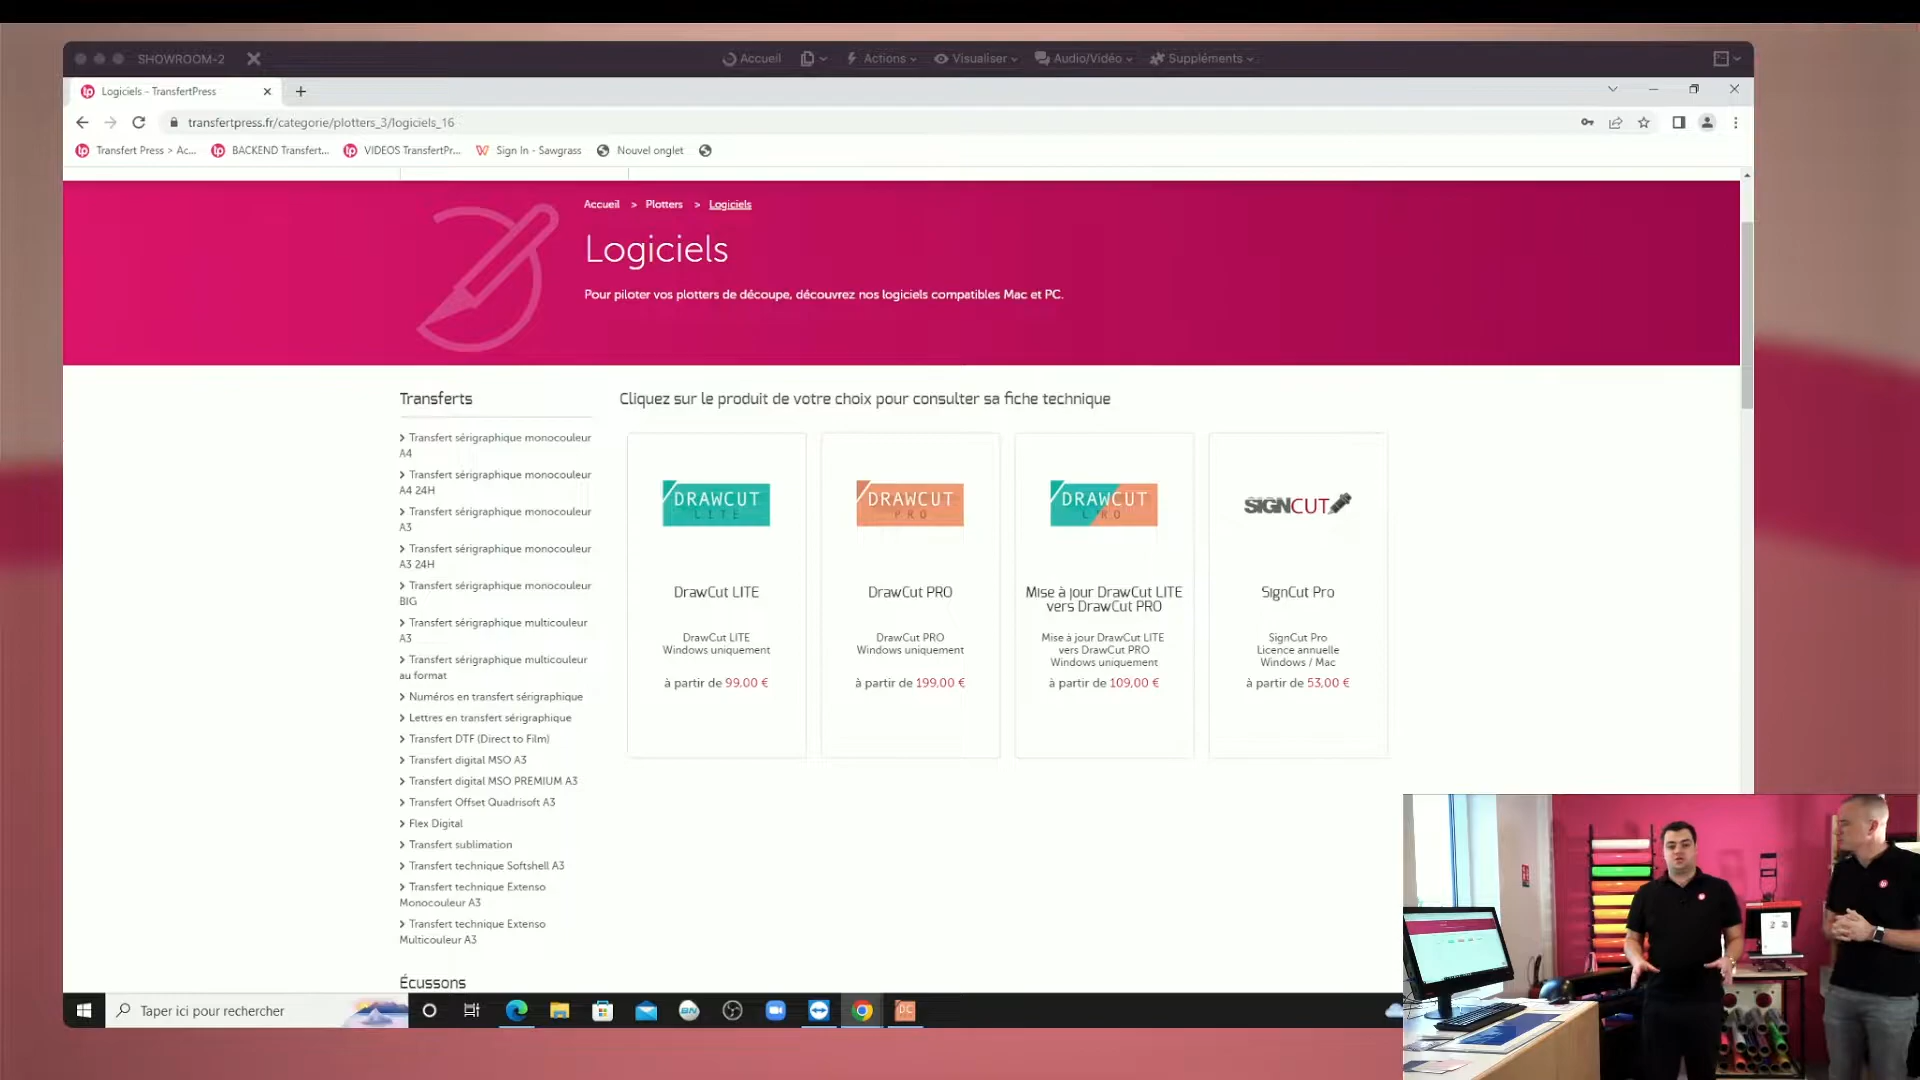 SHOWROOM-2
Accueil
Actions
Visualiser
Audio/Vidéo
Suppléments
Logiciels - TransfertPress
transfertpress.fr/categorie/plotters_3/logiciels_16
Transfert Press > Ac...
BACKEND Transfert...
VIDEOS TransfertPr...
Sign In - Sawgrass
Nouvel onglet
Accueil > Plotters > Logiciels
Logiciels
Pour piloter vos plotters de découpe, découvrez nos logiciels compatibles Mac et PC.
Transferts
Transfert sérigraphique monocouleur
A4
Transfert sérigraphique monocouleur
A4 24H
Transfert sérigraphique monocouleur
A3
Transfert sérigraphique monocouleur
A3 24H
Transfert sérigraphique monocouleur
BIG
Transfert sérigraphique multicouleur
A3
Transfert sérigraphique multicouleur
au format
Numéros en transfert sérigraphique
Lettres en transfert sérigraphique
Transfert DTF (Direct to Film)
Transfert digital MSO A3
Transfert digital MSO PREMIUM A3
Transfert Offset Quadrisoft A3
Flex Digital
Transfert sublimation
Transfert technique Softshell A3
Transfert technique Extenso
Monocouleur A3
Transfert technique Extenso
Multicouleur A3
Écussons
Cliquez sur le produit de votre choix pour consulter sa fiche technique
DRAWCUT
LITE
DrawCut LITE
DrawCut LITE
Windows uniquement
à partir de 99,00 €
DRAWCUT
PRO
DrawCut PRO
DrawCut PRO
Windows uniquement
à partir de 199,00 €
DRAWCUT
Mise à jour DrawCut LITE
vers DrawCut PRO
Mise à jour DrawCut LITE
vers DrawCut PRO
Windows uniquement
à partir de 109,00 €
SIGNCUT
SignCut Pro
SignCut Pro
Licence annuelle
Windows / Mac
à partir de 53,00 €
Taper ici pour rechercher
DC